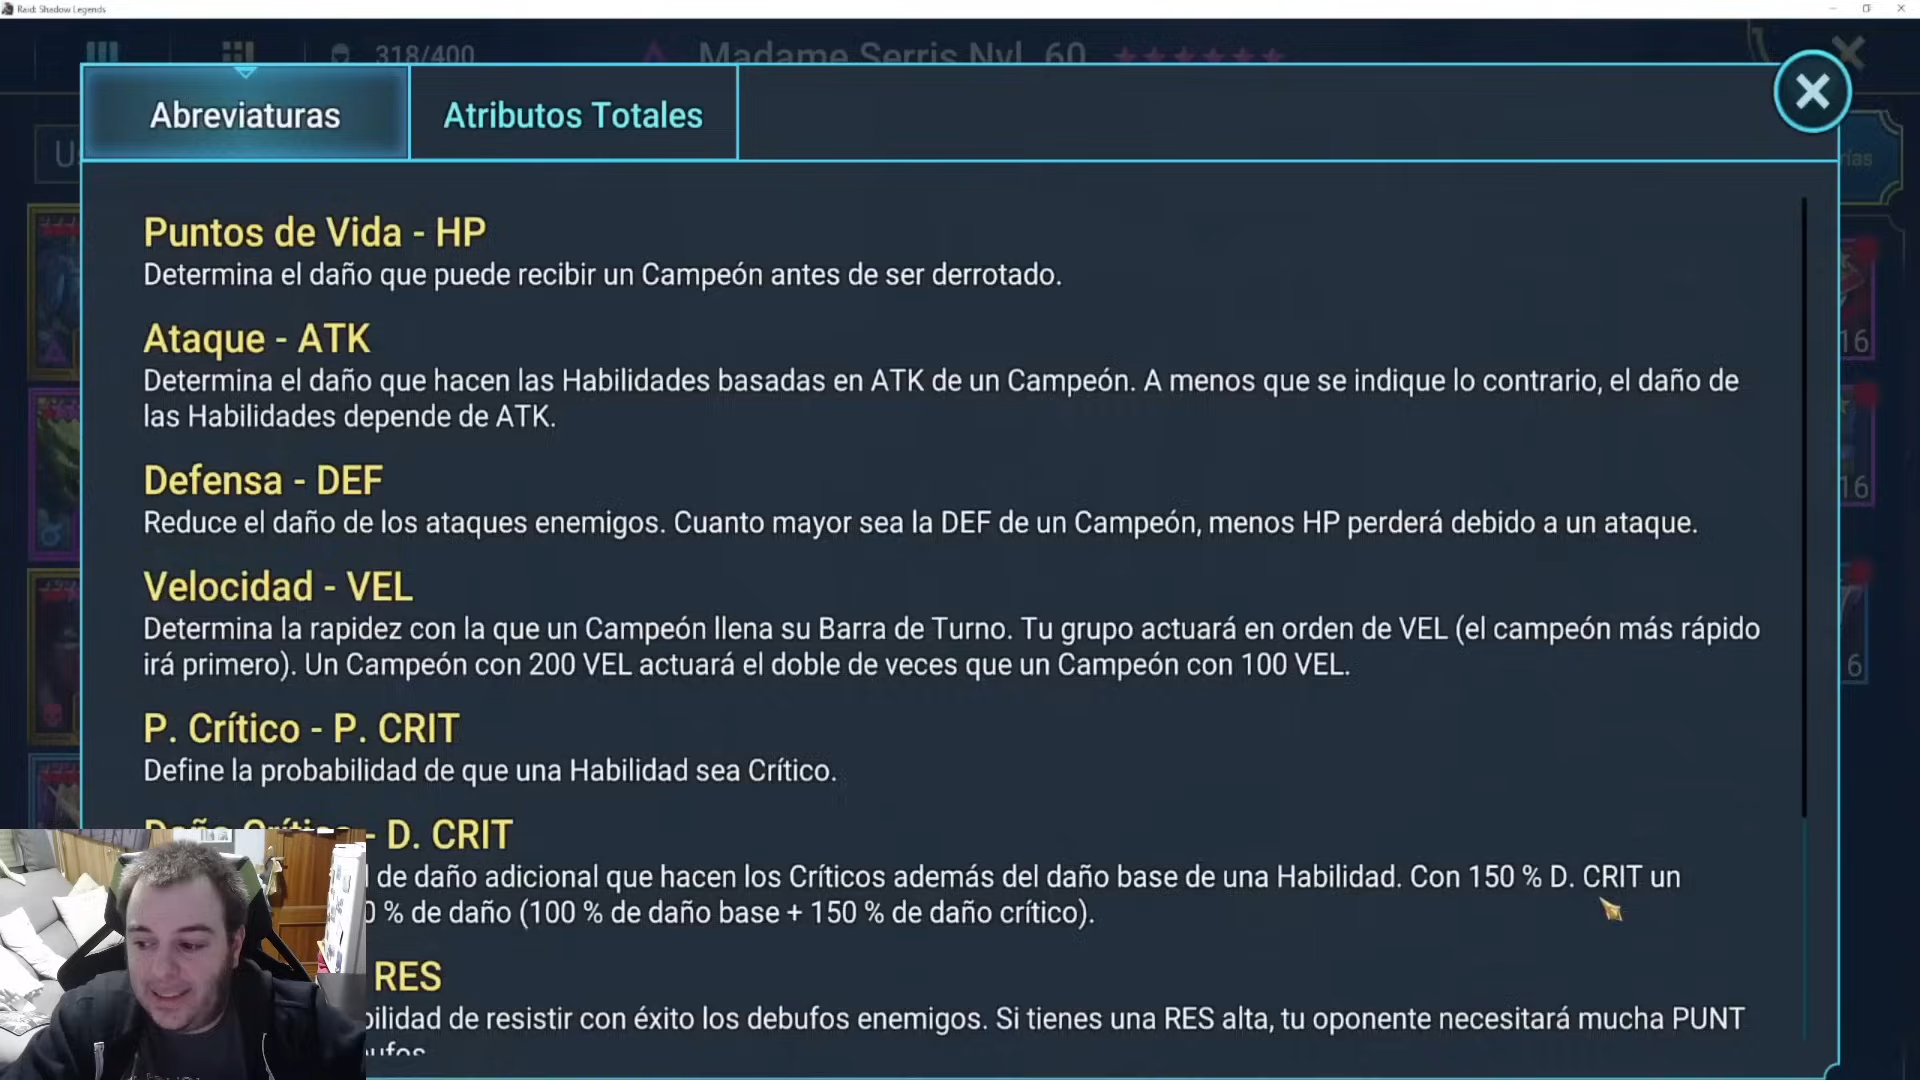 Raid: Shadow Legends
318/400
Madame Serris Nvl. 60
Abreviaturas
Atributos Totales
Puntos de Vida - HP
Determina el daño que puede recibir un Campeón antes de ser derrotado.
Ataque - ATK
Determina el daño que hacen las Habilidades basadas en ATK de un Campeón. A menos que se indique lo contrario, el daño de
las Habilidades depende de ATK.
Defensa - DEF
Reduce el daño de los ataques enemigos. Cuanto mayor sea la DEF de un Campeón, menos HP perderá debido a un ataque.
Velocidad - VEL
Determina la rapidez con la que un Campeón llena su Barra de Turno. Tu grupo actuará en orden de VEL (el campeón más rápido
irá primero). Un Campeón con 200 VEL actuará el doble de veces que un Campeón con 100 VEL.
P. Crítico - P. CRIT
Define la probabilidad de que una Habilidad sea Crítico.
Daño Crítico - D. CRIT
de daño adicional que hacen los Críticos además del daño base de una Habilidad. Con 150 % D. CRIT un
0 % de daño (100 % de daño base + 150 % de daño crítico).
RES
bilidad de resistir con éxito los debufos enemigos. Si tienes una RES alta, tu oponente necesitará mucha PUNT
16
16
6